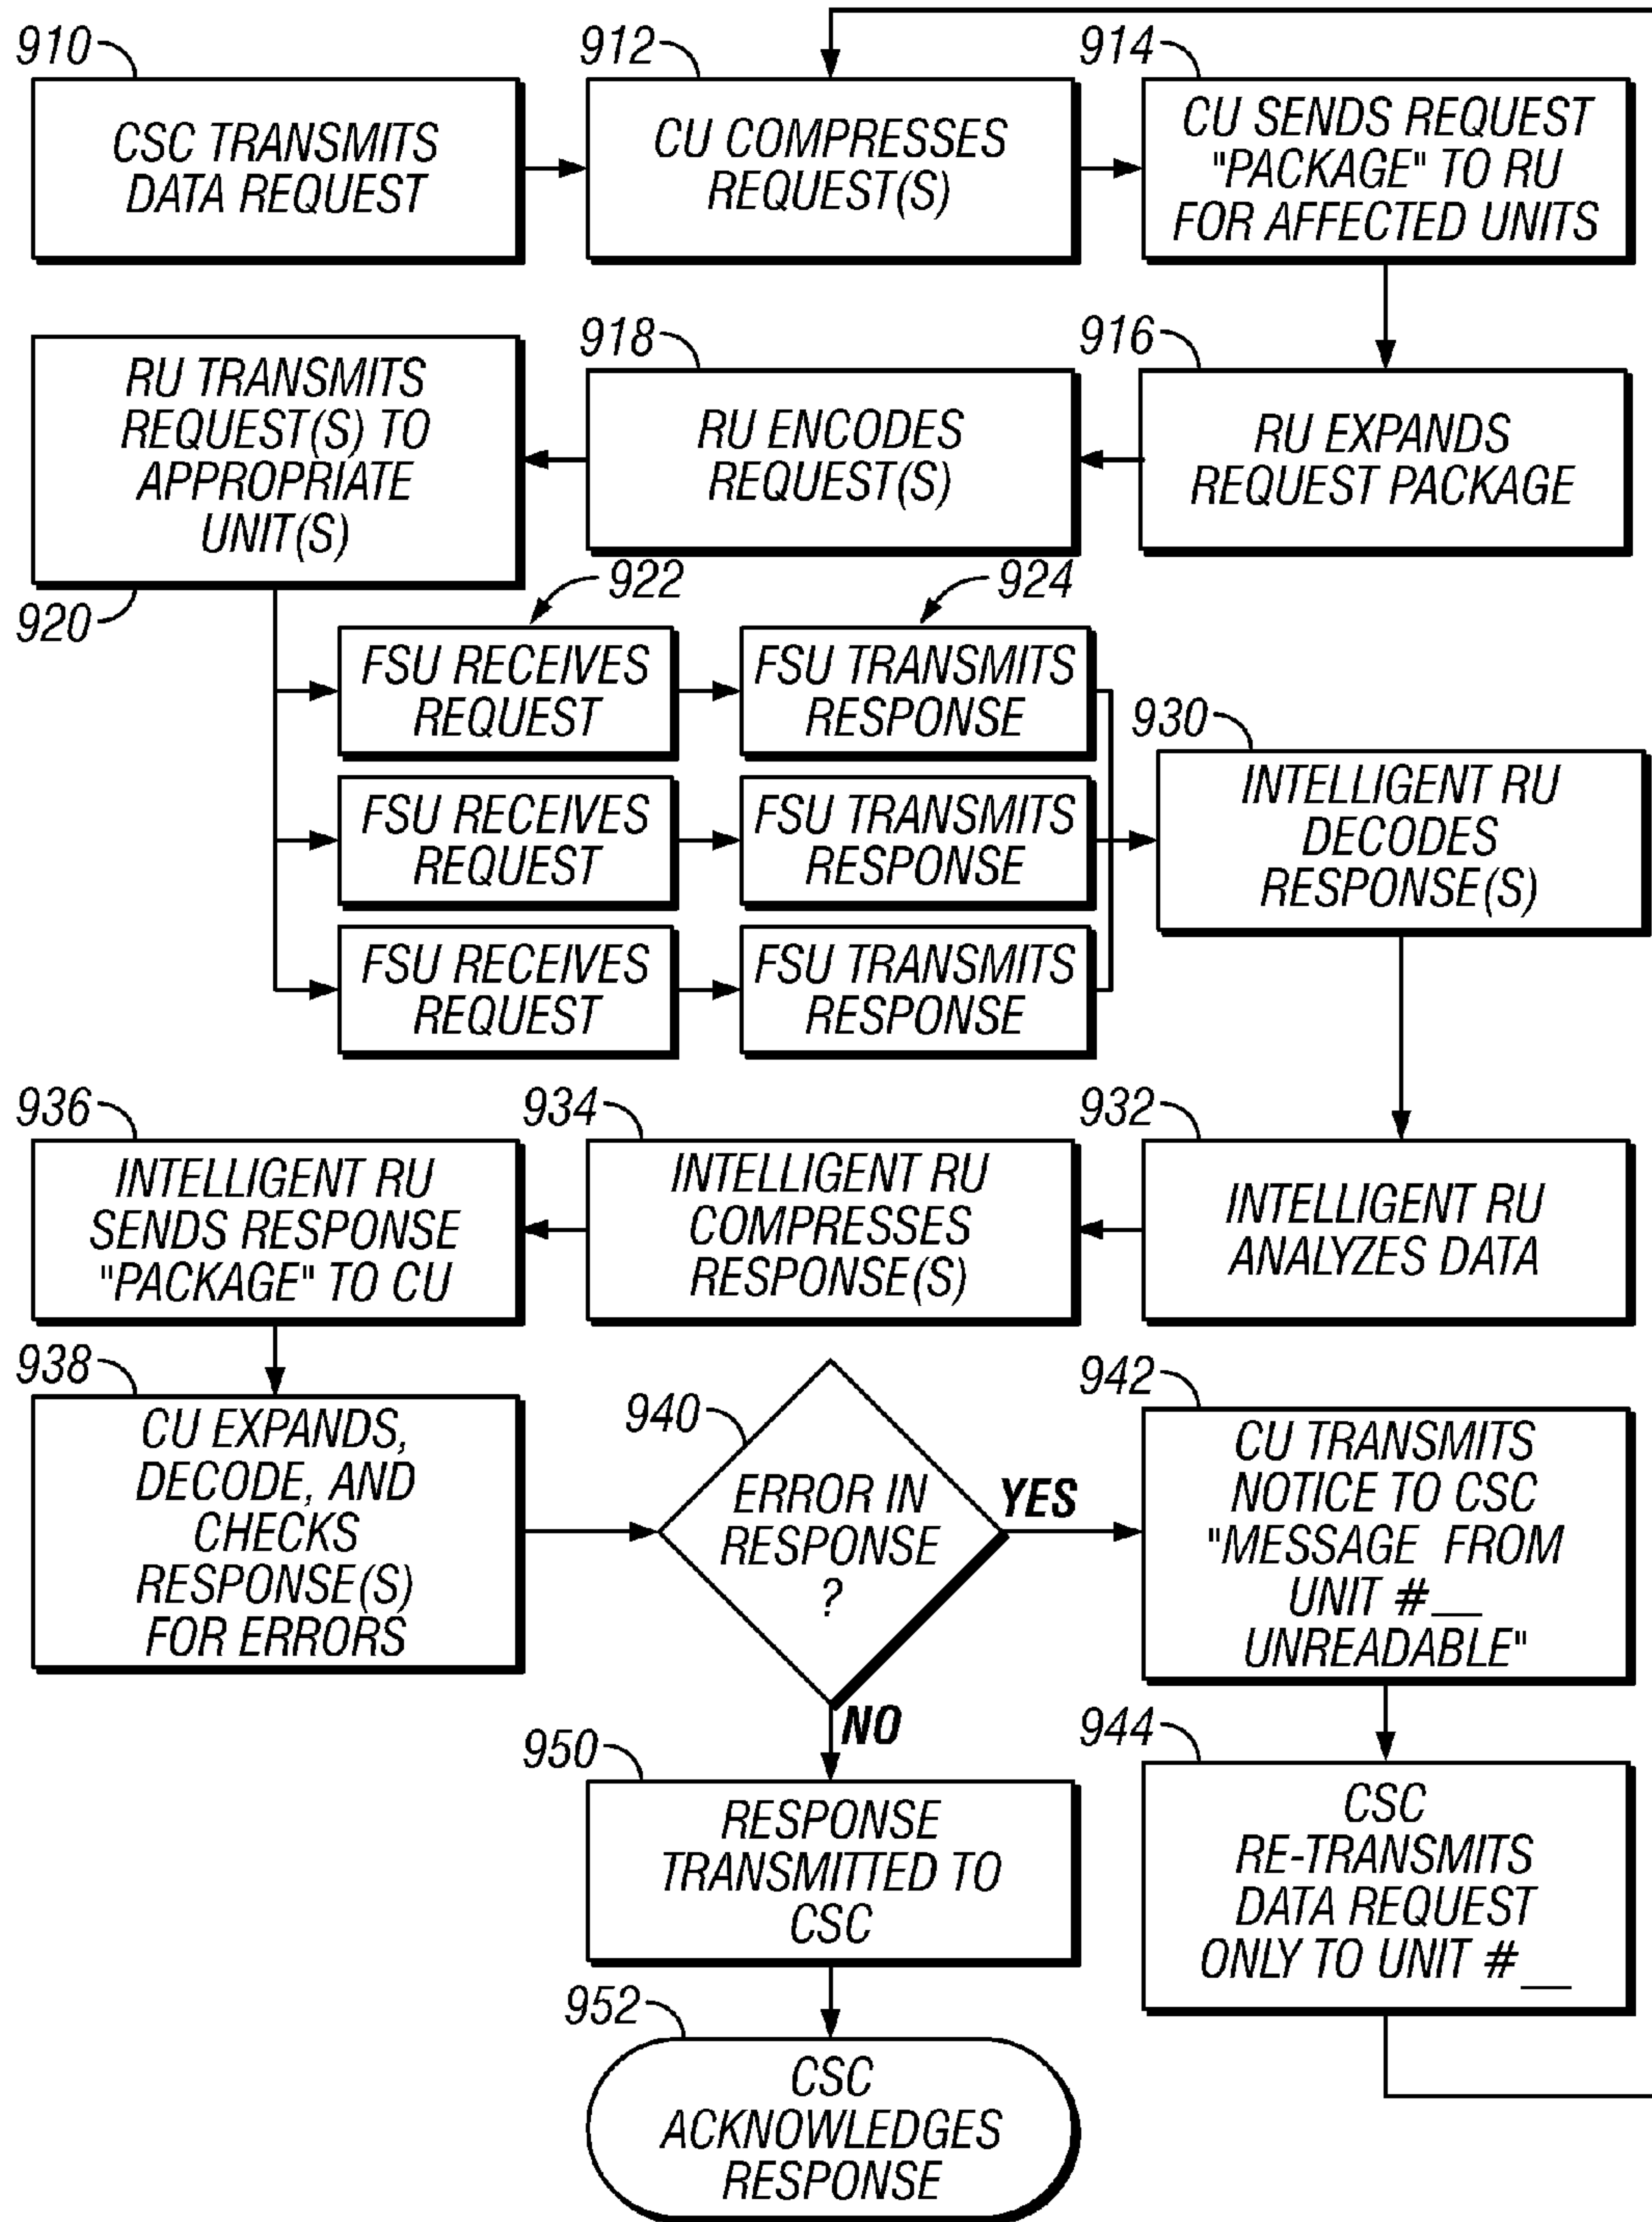 910
CSC TRANSMITS
DATA REQUEST
912
CU COMPRESSES
REQUEST(S)
914
CU SENDS REQUEST
"PACKAGE" TO RU
FOR AFFECTED UNITS
916
RU EXPANDS
REQUEST PACKAGE
918
RU ENCODES
REQUEST(S)
RU TRANSMITS
REQUEST(S) TO
APPROPRIATE
UNIT(S)
920
922
924
FSU RECEIVES
REQUEST
FSU TRANSMITS
RESPONSE
FSU RECEIVES
REQUEST
FSU TRANSMITS
RESPONSE
FSU RECEIVES
REQUEST
FSU TRANSMITS
RESPONSE
930
INTELLIGENT RU
DECODES
RESPONSE(S)
932
INTELLIGENT RU
ANALYZES DATA
934
INTELLIGENT RU
COMPRESSES
RESPONSE(S)
936
INTELLIGENT RU
SENDS RESPONSE
"PACKAGE" TO CU
938
CU EXPANDS,
DECODE, AND
CHECKS
RESPONSE(S)
FOR ERRORS
940
ERROR IN
RESPONSE
?
YES
NO
942
CU TRANSMITS
NOTICE TO CSC
"MESSAGE FROM
UNIT #__
UNREADABLE"
944
CSC
RE-TRANSMITS
DATA REQUEST
ONLY TO UNIT #__
950
RESPONSE
TRANSMITTED TO
CSC
952
CSC
ACKNOWLEDGES
RESPONSE